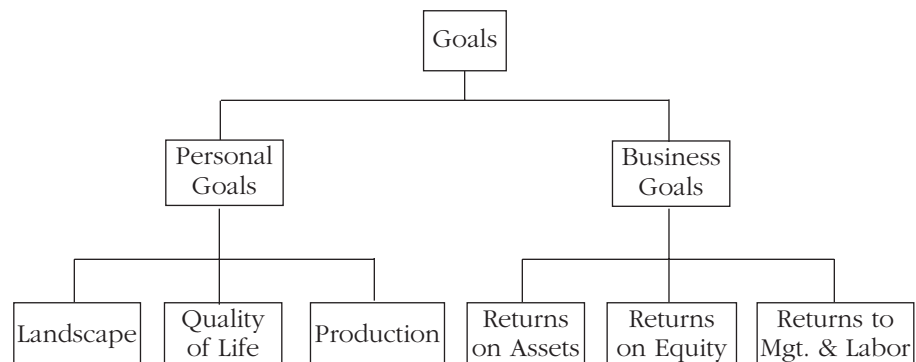 Goals
Personal
Goals
Business
Goals
Landscape
Quality
of Life
Production
Returns
on Assets
Returns
on Equity
Returns to
Mgt. & Labor